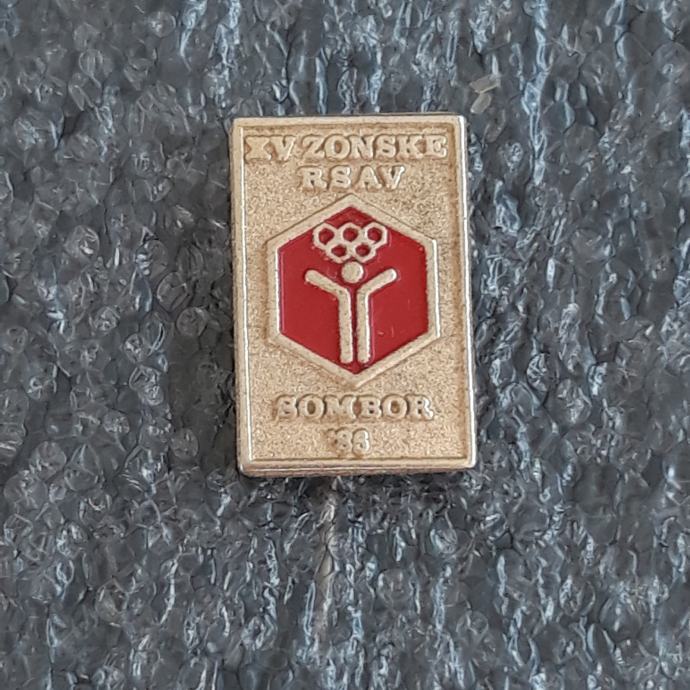 XV ZONSKE
RSAV
SOMBOR
'88